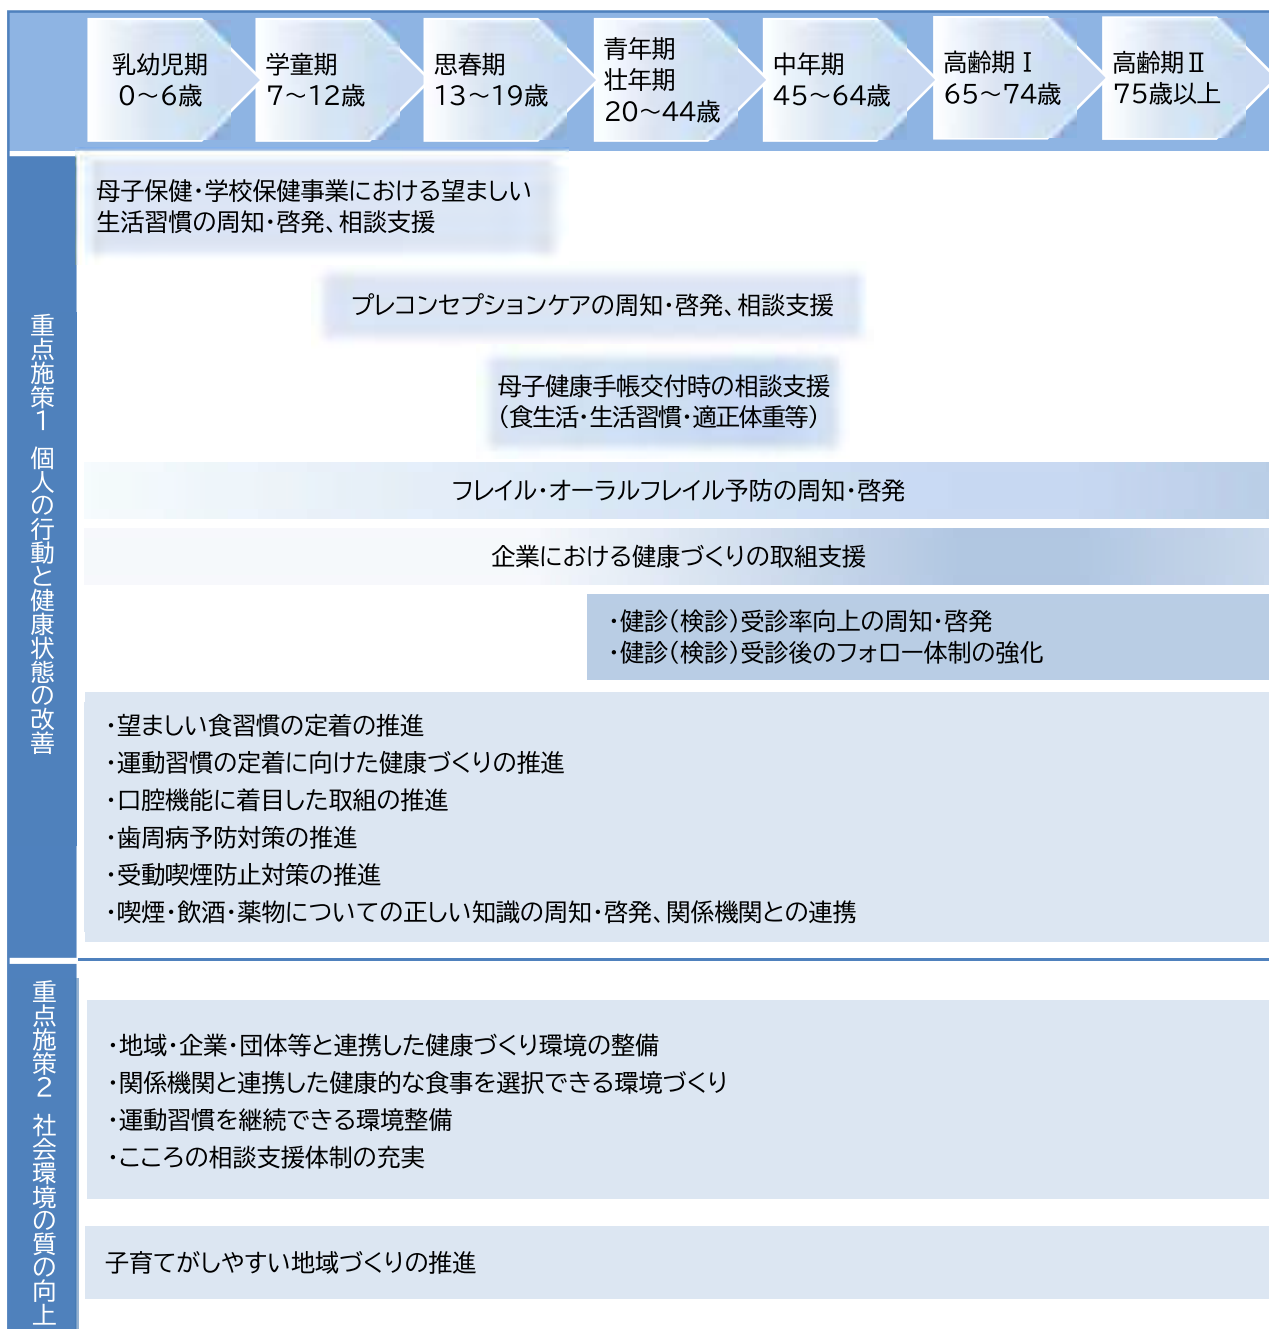 乳幼児期
0～6歳
学童期
7～12歳
思春期
13～19歳
青年期
壮年期
20～44歳
中年期
45～64歳
高齢期Ⅰ
65～74歳
高齢期Ⅱ
75歳以上
重点施策1 個人の行動と健康状態の改善
母子保健・学校保健事業における望ましい
生活習慣の周知・啓発、相談支援
プレコンセプションケアの周知・啓発、相談支援
母子健康手帳交付時の相談支援
（食生活・生活習慣・適正体重等）
フレイル・オーラルフレイル予防の周知・啓発
企業における健康づくりの取組支援
・健診（検診）受診率向上の周知・啓発
・健診（検診）受診後のフォロー体制の強化
・望ましい食習慣の定着の推進
・運動習慣の定着に向けた健康づくりの推進
・口腔機能に着目した取組の推進
・歯周病予防対策の推進
・受動喫煙防止対策の推進
・喫煙・飲酒・薬物についての正しい知識の周知・啓発、関係機関との連携
重点施策2 社会環境の質の向上
・地域・企業・団体等と連携した健康づくり環境の整備
・関係機関と連携した健康的な食事を選択できる環境づくり
・運動習慣を継続できる環境整備
・こころの相談支援体制の充実
子育てがしやすい地域づくりの推進